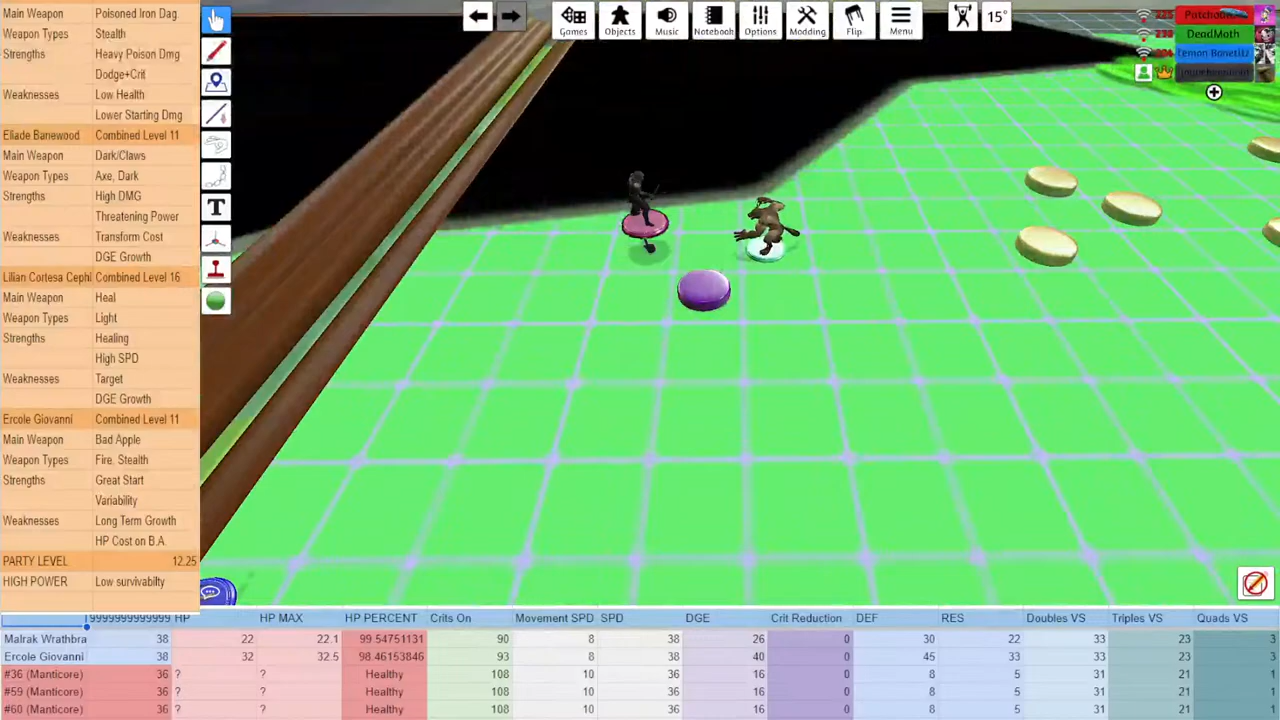 Main Weapon Poisoned Iron Dag.
Weapon Types Stealth
Strengths Heavy Poison Dmg
Dodge+Crit
Weaknesses Low Health
Lower Starting Dmg
Eliade Banewood Combined Level 11
Main Weapon Dark/Claws
Weapon Types Axe, Dark
Strengths High DMG
Threatening Power
Weaknesses Transform Cost
DGE Growth
Lilian Cortesa Cephi Combined Level 16
Main Weapon Heal
Weapon Types Light
Strengths Healing
High SPD
Weaknesses Target
DGE Growth
Ercole Giovanni Combined Level 11
Main Weapon Bad Apple
Weapon Types Fire, Stealth
Strengths Great Start
Variability
Weaknesses Long Term Growth
HP Cost on B.A.
PARTY LEVEL 12.25
HIGH POWER Low survivabilty
T
Games Objects Music Notebook Options Modding Flip Menu 15°
DeadMoth
Lemon Bonetitz
HP HP MAX HP PERCENT Crits On Movement SPD SPD DGE Crit Reduction DEF RES Doubles VS Triples VS Quads VS
Malrak Wrathbra 38 22 22.1 99.54751131 90 8 38 26 0 30 22 33 23 3
Ercole Giovanni 38 32 32.5 98.46153846 93 8 38 40 0 45 33 33 23 3
#36 (Manticore) 36 ? ? Healthy 108 10 36 16 0 8 5 31 21 1
#59 (Manticore) 36 ? ? Healthy 108 10 36 16 0 8 5 31 21 1
#60 (Manticore) 36 ? ? Healthy 108 10 36 16 0 8 5 31 21 1